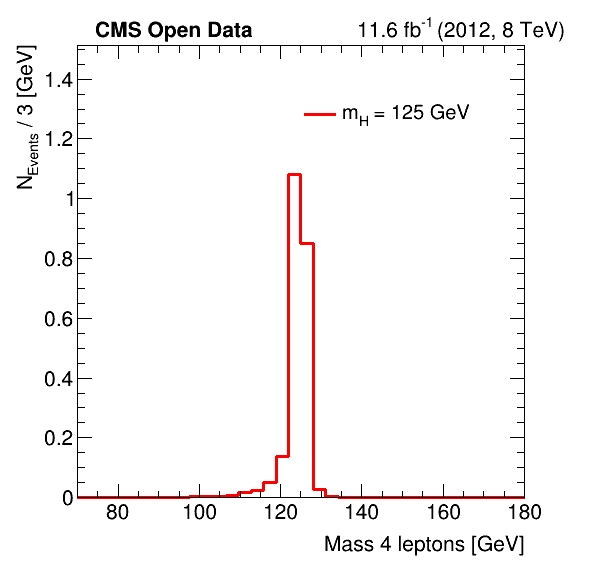 CMS Open Data
11.6 fb-1 (2012, 8 TeV)
NEvents / 3 [GeV]
mH = 125 GeV
1.4
1.2
1
0.8
0.6
0.4
0.2
0
80 100 120 140 160 180
Mass 4 leptons [GeV]